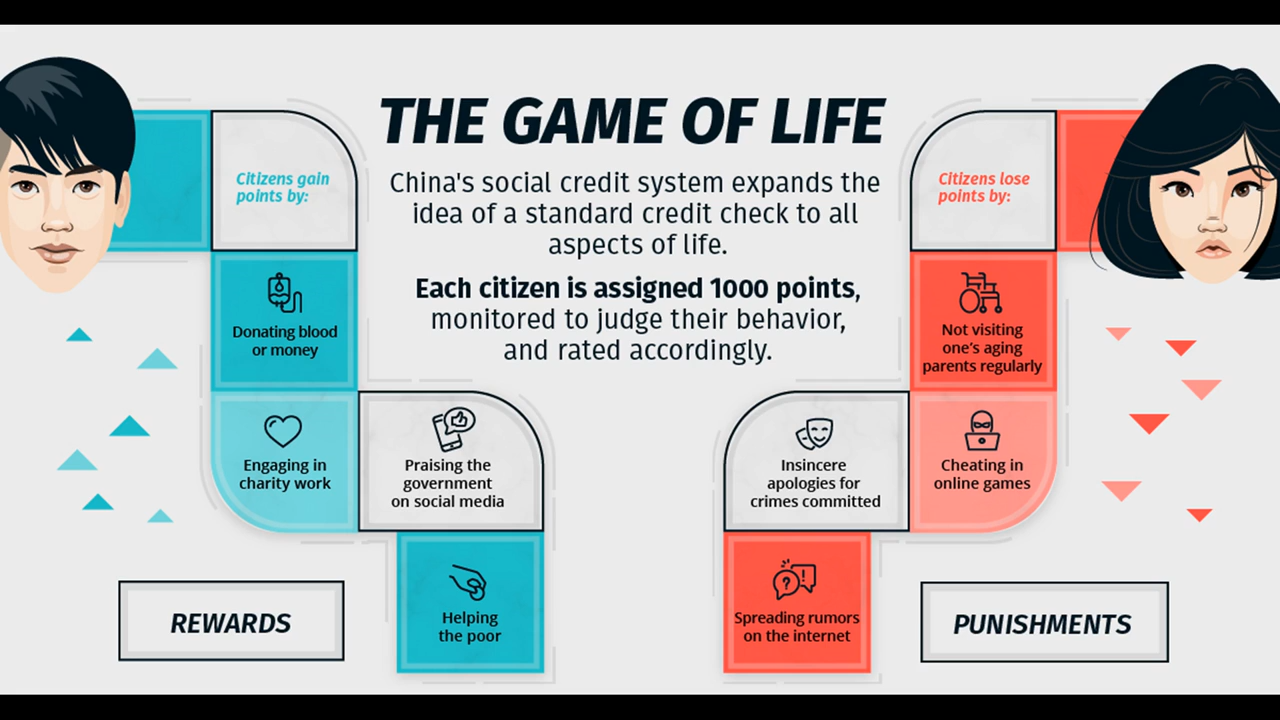 THE GAME OF LIFE
China's social credit system expands the
idea of a standard credit check to all
aspects of life.
Each citizen is assigned 1000 points,
monitored to judge their behavior,
and rated accordingly.
Citizens gain
points by:
Donating blood
or money
Engaging in
charity work
Praising the
government
on social media
Helping
the poor
REWARDS
Citizens lose
points by:
Not visiting
one's aging
parents regularly
Cheating in
online games
Insincere
apologies for
crimes committed
Spreading rumors
on the internet
PUNISHMENTS